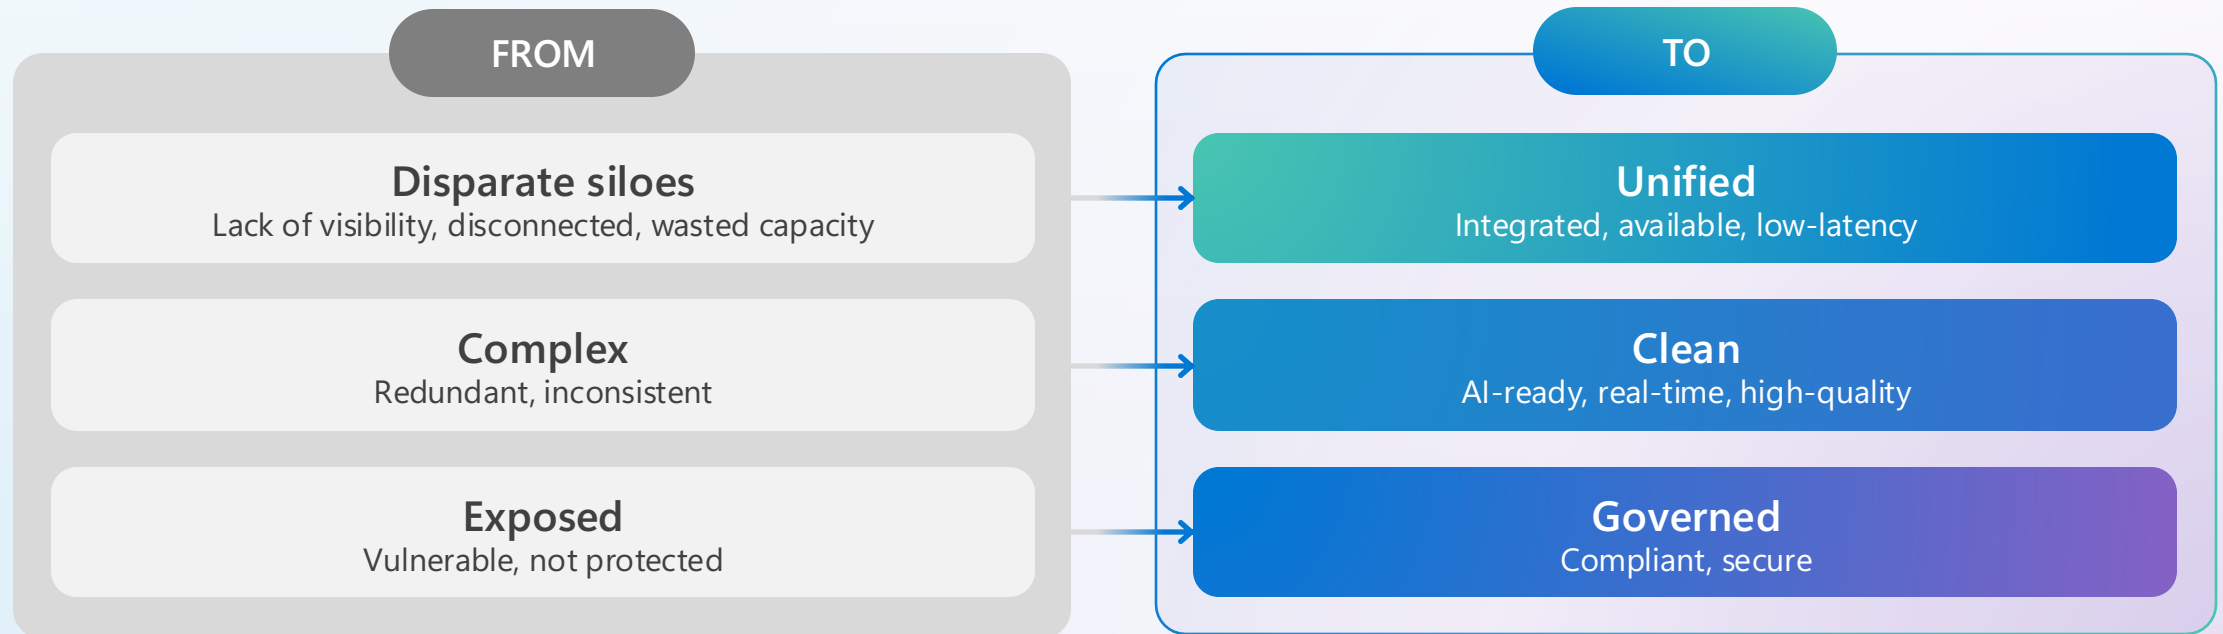 FROM
Disparate siloes
Lack of visibility, disconnected, wasted capacity
Complex
Redundant, inconsistent
Exposed
Vulnerable, not protected
TO
Unified
Integrated, available, low-latency
Clean
AI-ready, real-time, high-quality
Governed
Compliant, secure